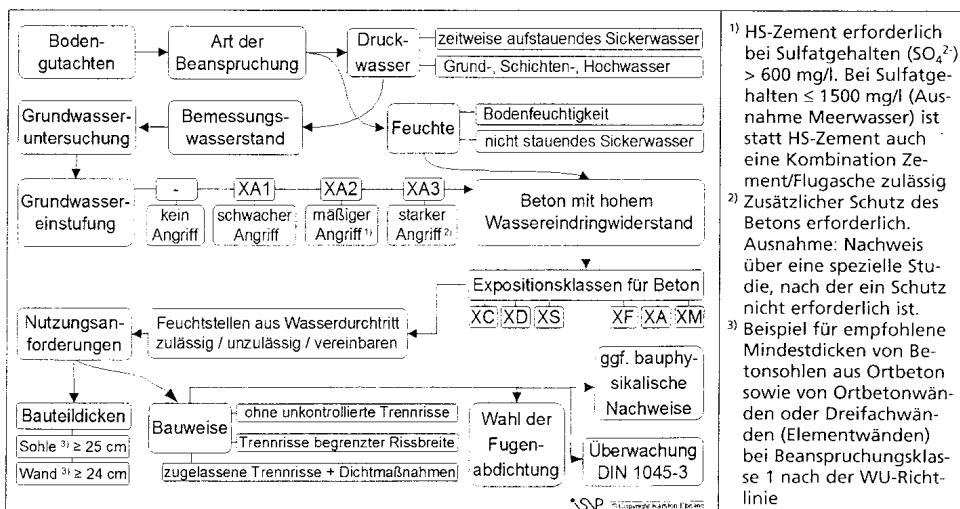 Boden-
gutachten
Art der
Beanspruchung
Druck-
wasser
zeitweise aufstauendes Sickerwasser
Grund-, Schichten-, Hochwasser
Grundwasser-
untersuchung
Bemessungs-
wasserstand
Feuchte
Bodenfeuchtigkeit
nicht stauendes Sickerwasser
Grundwasser-
einstufung
-
XA1
XA2
XA3
kein
Angriff
schwacher
Angriff
mäßiger
Angriff ¹⁾
starker
Angriff ²⁾
Beton mit hohem
Wassereindringwiderstand
Expositionsklassen für Beton
XC XD XS XF XA XM
Nutzungsan-
forderungen
Feuchtstellen aus Wasserdurchtritt
zulässig / unzulässig / vereinbaren
Bauteildicken
Sohle ³⁾ ≥ 25 cm
Wand ³⁾ ≥ 24 cm
Bauweise
ohne unkontrollierte Trennrisse
Trennrisse begrenzter Rissbreite
zugelassene Trennrisse + Dichtmaßnahmen
Wahl der
Fugen-
abdichtung
ggf. bauphy-
sikalische
Nachweise
Überwachung
DIN 1045-3
© Copyright Karsten Ebeling
¹⁾ HS-Zement erforderlich
bei Sulfatgehalten (SO₄²⁻)
> 600 mg/l. Bei Sulfatge-
halten ≤ 1500 mg/l (Aus-
nahme Meerwasser) ist
statt HS-Zement auch
eine Kombination Ze-
ment/Flugasche zulässig
²⁾ Zusätzlicher Schutz des
Betons erforderlich.
Ausnahme: Nachweis
über eine spezielle Stu-
die, nach der ein Schutz
nicht erforderlich ist.
³⁾ Beispiel für empfohlene
Mindestdicken von Be-
tonsohlen aus Ortbeton
sowie von Ortbetonwän-
den oder Dreifachwän-
den (Elementwänden)
bei Beanspruchungsklas-
se 1 nach der WU-Richt-
linie